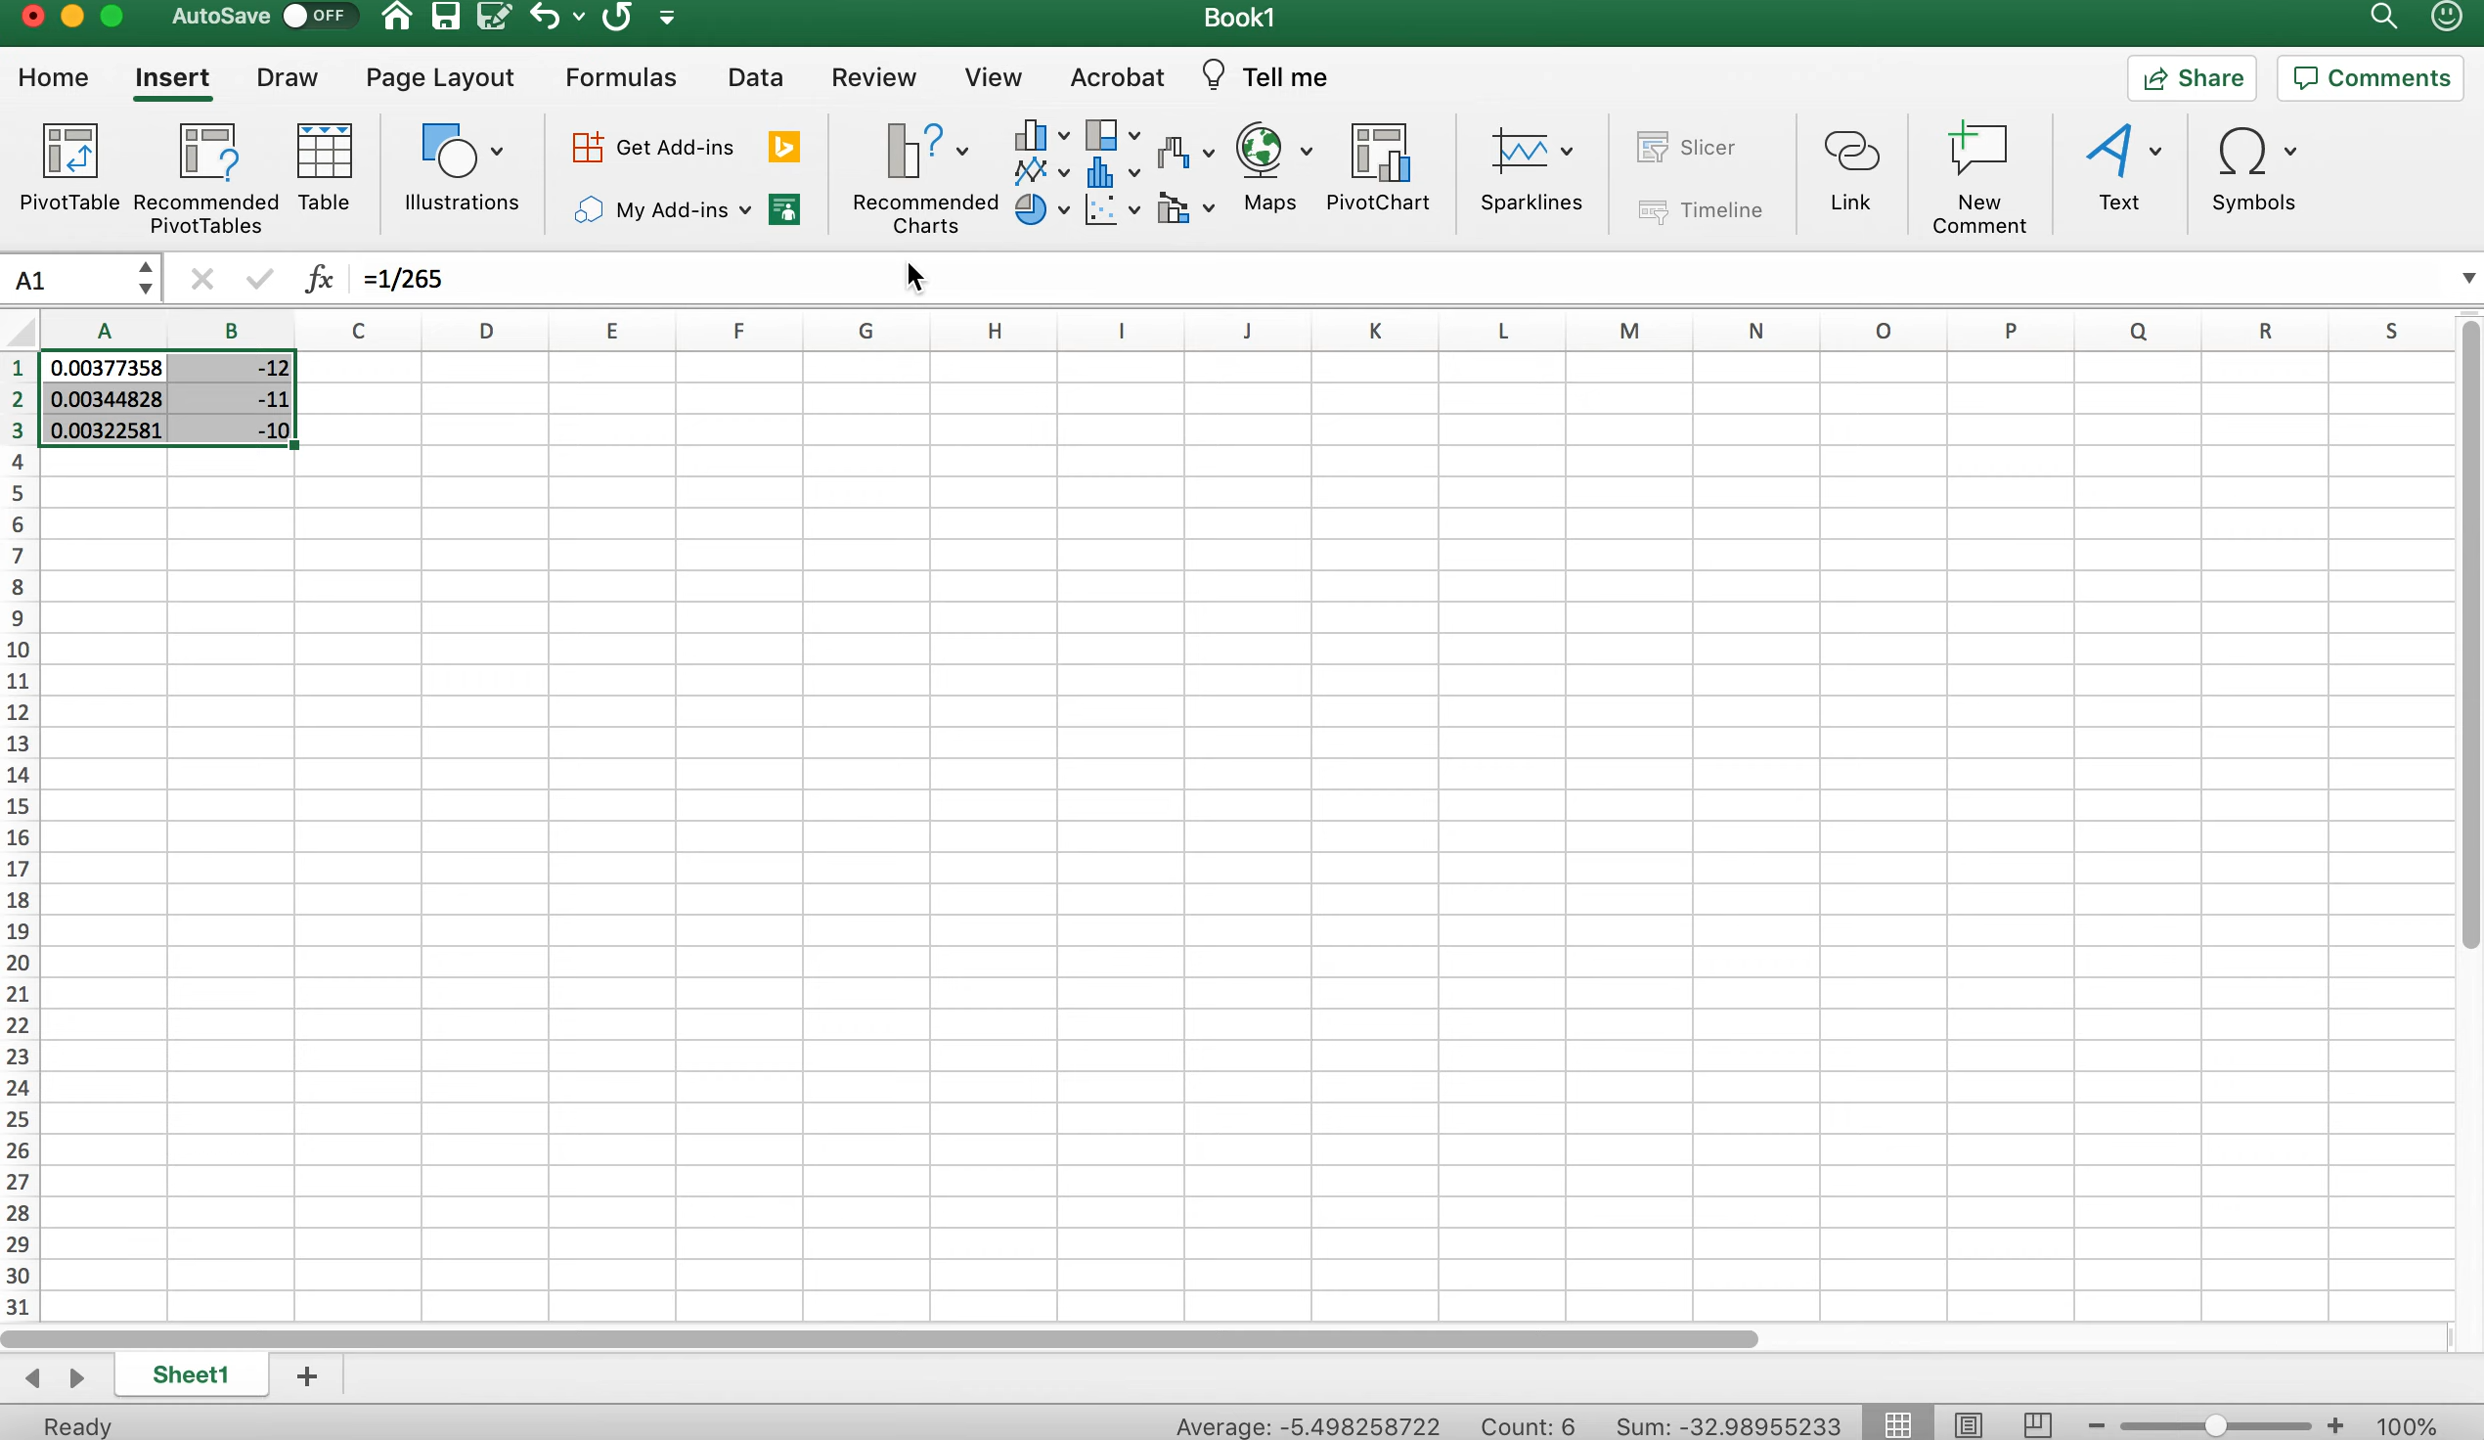 AutoSave OFF Book1
Home Insert Draw Page Layout Formulas Data Review View Acrobat Tell me Share Comments
PivotTable
Recommended
PivotTables
Table
Illustrations
Get Add-ins
My Add-ins
Recommended
Charts
Maps
PivotChart
Sparklines
Slicer
Timeline
Link
New
Comment
Text
Symbols
A1 fx =1/265
A B C D E F G H I J K L M N O P Q R S
1 0.00377358 -12
2 0.00344828 -11
3 0.00322581 -10
4
5
6
7
8
9
10
11
12
13
14
15
16
17
18
19
20
21
22
23
24
25
26
27
28
29
30
31
Sheet1 +
Ready Average: -5.498258722 Count: 6 Sum: -32.98955233 100%